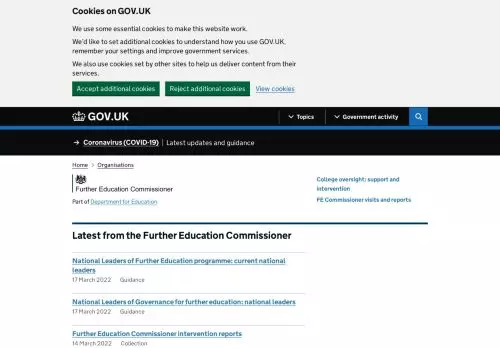 Cookies on GOV.UK
We use some essential cookies to make this website work.
We'd like to set additional cookies to understand how you use GOV.UK,
remember your settings and improve government services.
We also use cookies set by other sites to help us deliver content from their
services.
Accept additional cookies Reject additional cookies View cookies
GOV.UK Topics Government activity
→ Coronavirus (COVID-19) | Latest updates and guidance
Home > Organisations
Further Education Commissioner
Part of Department for Education
College oversight: support and
intervention
FE Commissioner visits and reports
Latest from the Further Education Commissioner
National Leaders of Further Education programme: current national
leaders
17 March 2022 Guidance
National Leaders of Governance for further education: national leaders
17 March 2022 Guidance
Further Education Commissioner intervention reports
14 March 2022 Collection